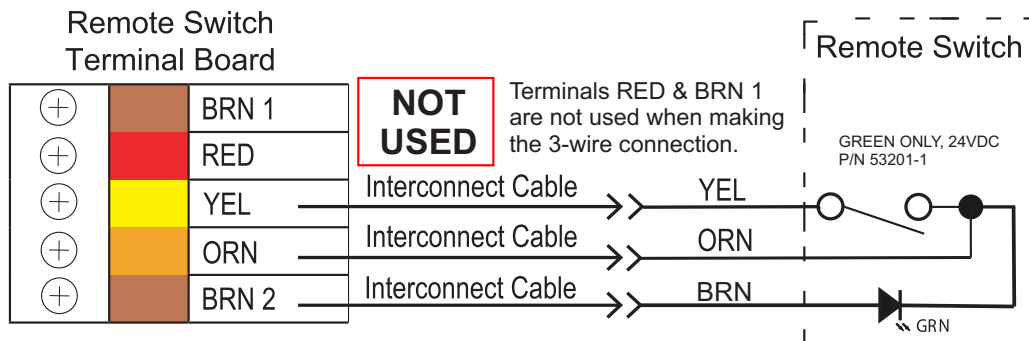 Remote Switch
Terminal Board
BRN 1
RED
YEL
ORN
BRN 2
NOT
USED
Terminals RED & BRN 1
are not used when making
the 3-wire connection.
Interconnect Cable
YEL
Interconnect Cable
ORN
Interconnect Cable
BRN
Remote Switch
GREEN ONLY, 24VDC
P/N 53201-1
GRN